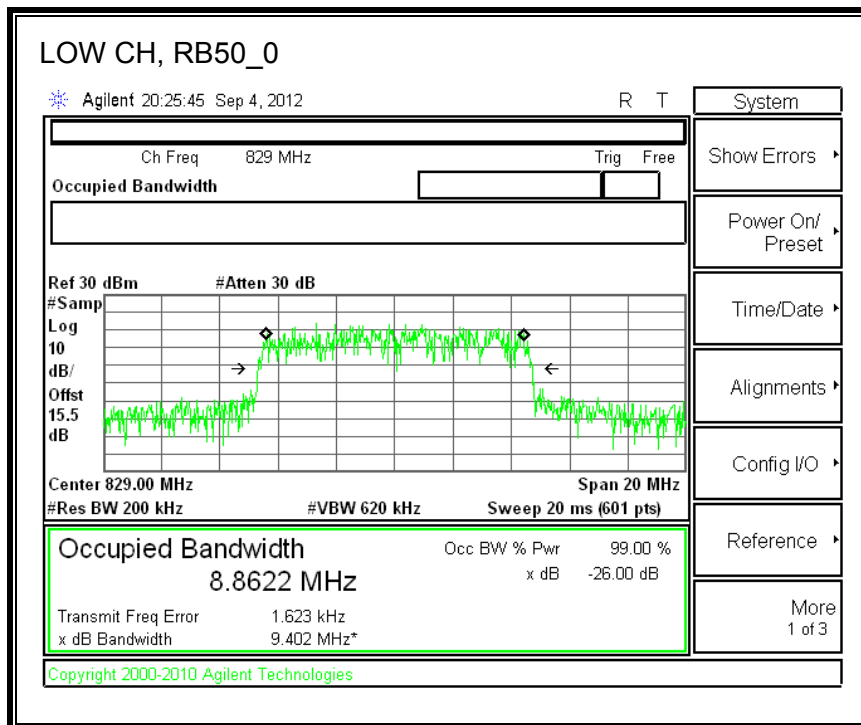 LOW CH, RB50_0
Agilent 20:25:45 Sep 4, 2012 R T
System
Ch Freq 829 MHz Trig Free
Occupied Bandwidth
Show Errors
Power On/
Preset
Ref 30 dBm #Atten 30 dB
#Samp
Log
10
dB/
Offst
15.5
dB
Time/Date
Alignments
Config I/O
Center 829.00 MHz Span 20 MHz
#Res BW 200 kHz #VBW 620 kHz Sweep 20 ms (601 pts)
Occupied Bandwidth Occ BW % Pwr 99.00 %
8.8622 MHz x dB -26.00 dB
Reference
Transmit Freq Error 1.623 kHz
x dB Bandwidth 9.402 MHz*
More
1 of 3
Copyright 2000-2010 Agilent Technologies